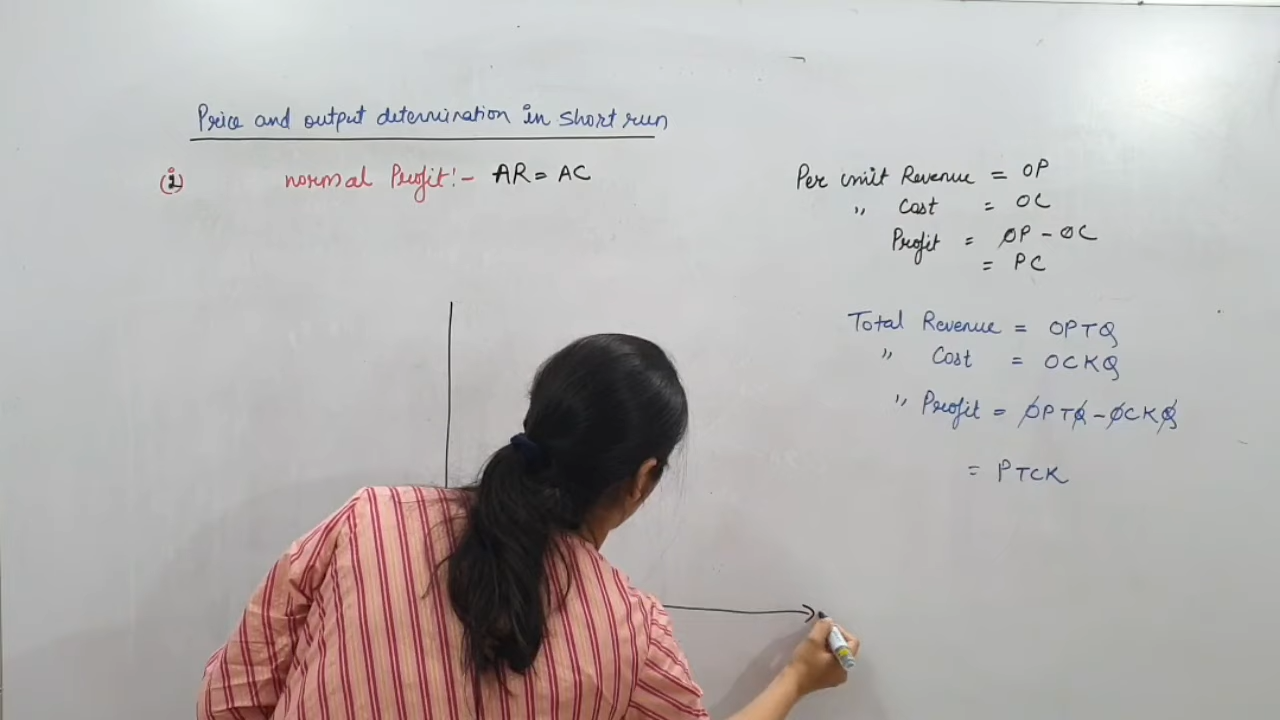 Price and output determination in short run
(2) normal Profit:- AR = AC
Per unit Revenue = OP
" Cost = OC
Profit = OP - OC
= PC
Total Revenue = OPTQ
" Cost = OCKQ
" Profit = OPTQ - OCKQ
= PTCK